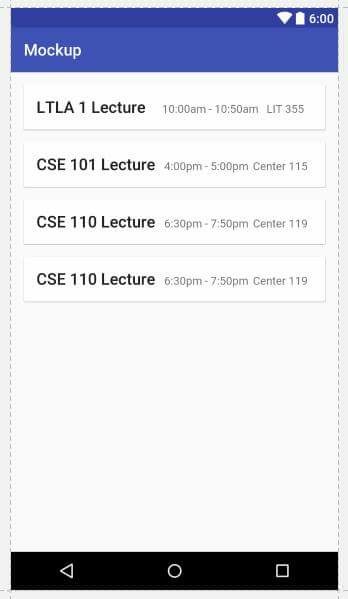 6:00
Mockup
LTLA 1 Lecture 10:00am - 10:50am LIT 355
CSE 101 Lecture 4:00pm - 5:00pm Center 115
CSE 110 Lecture 6:30pm - 7:50pm Center 119
CSE 110 Lecture 6:30pm - 7:50pm Center 119